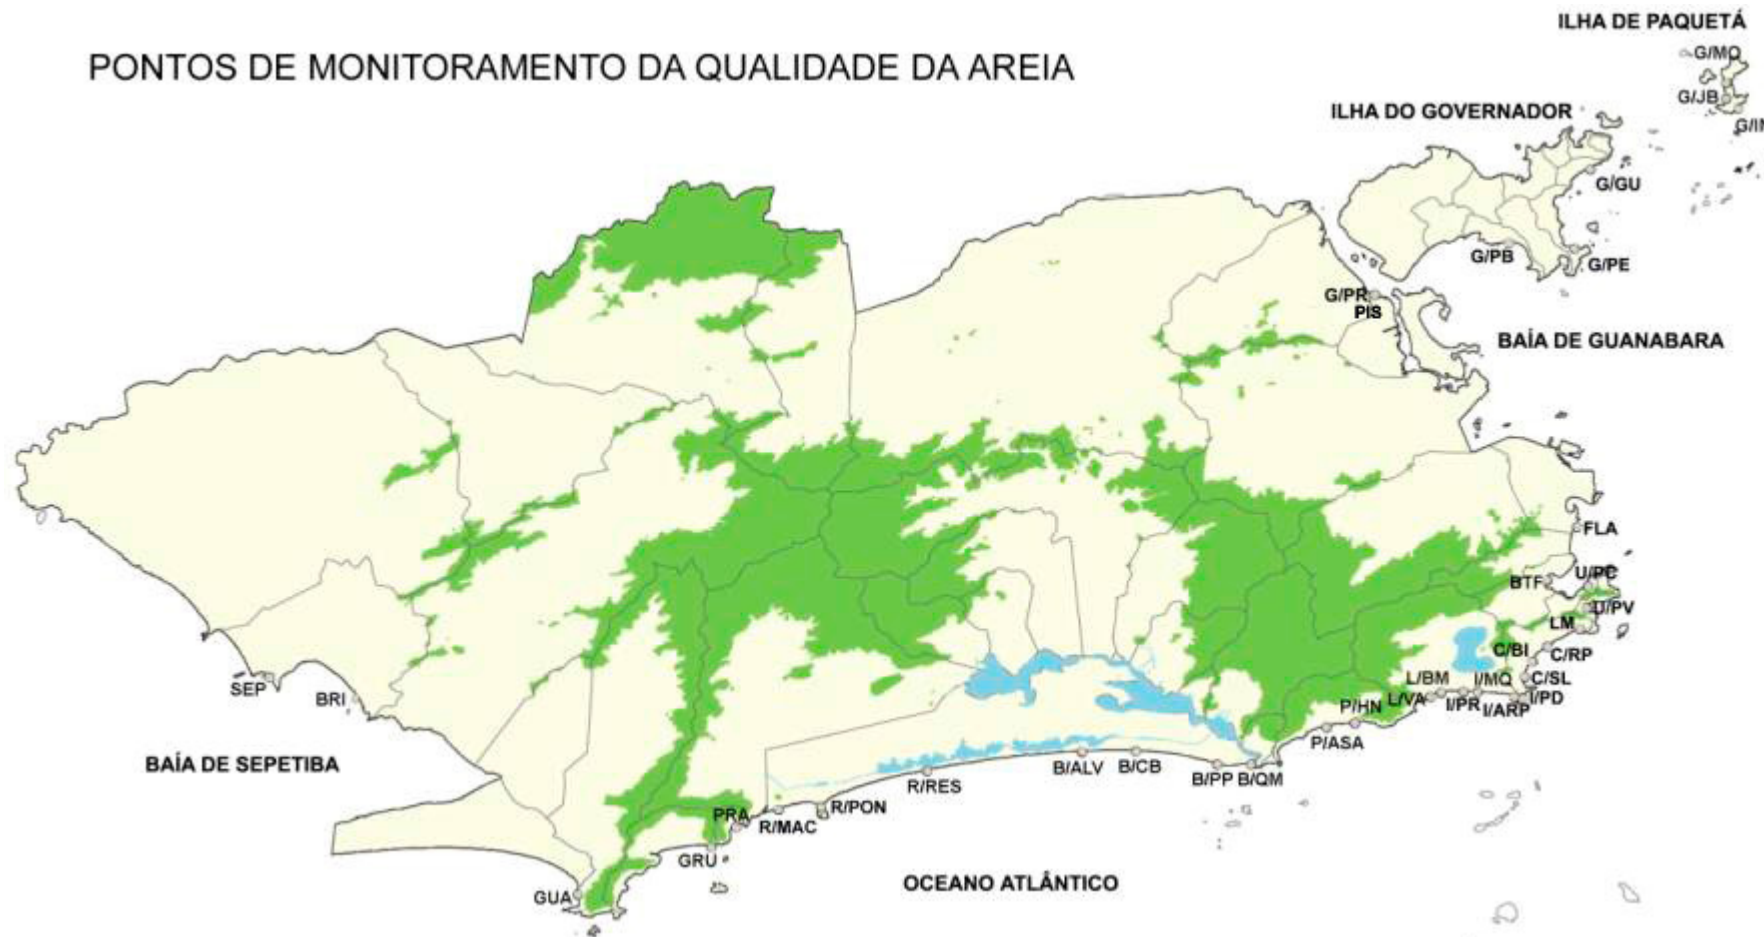 ILHA DE PAQUETÁ
G/MO
PONTOS DE MONITORAMENTO DA QUALIDADE DA AREIA
G/JB
ILHA DO GOVERNADOR
G/GU
G/PB
G/PE
G/PR
PIS
BAÍA DE GUANABARA
FLA
BTF
U/PC
U/PV
LM
C/BI
C/RP
SEP
BRI
L/BM
I/MQ
C/SL
L/VA
I/PR
I/ARP
I/PD
P/HN
P/ASA
BAÍA DE SEPETIBA
R/RES
B/ALV
B/CB
B/PP
B/QM
PRA
R/MAC
R/PON
GRU
GUA
OCEANO ATLÂNTICO